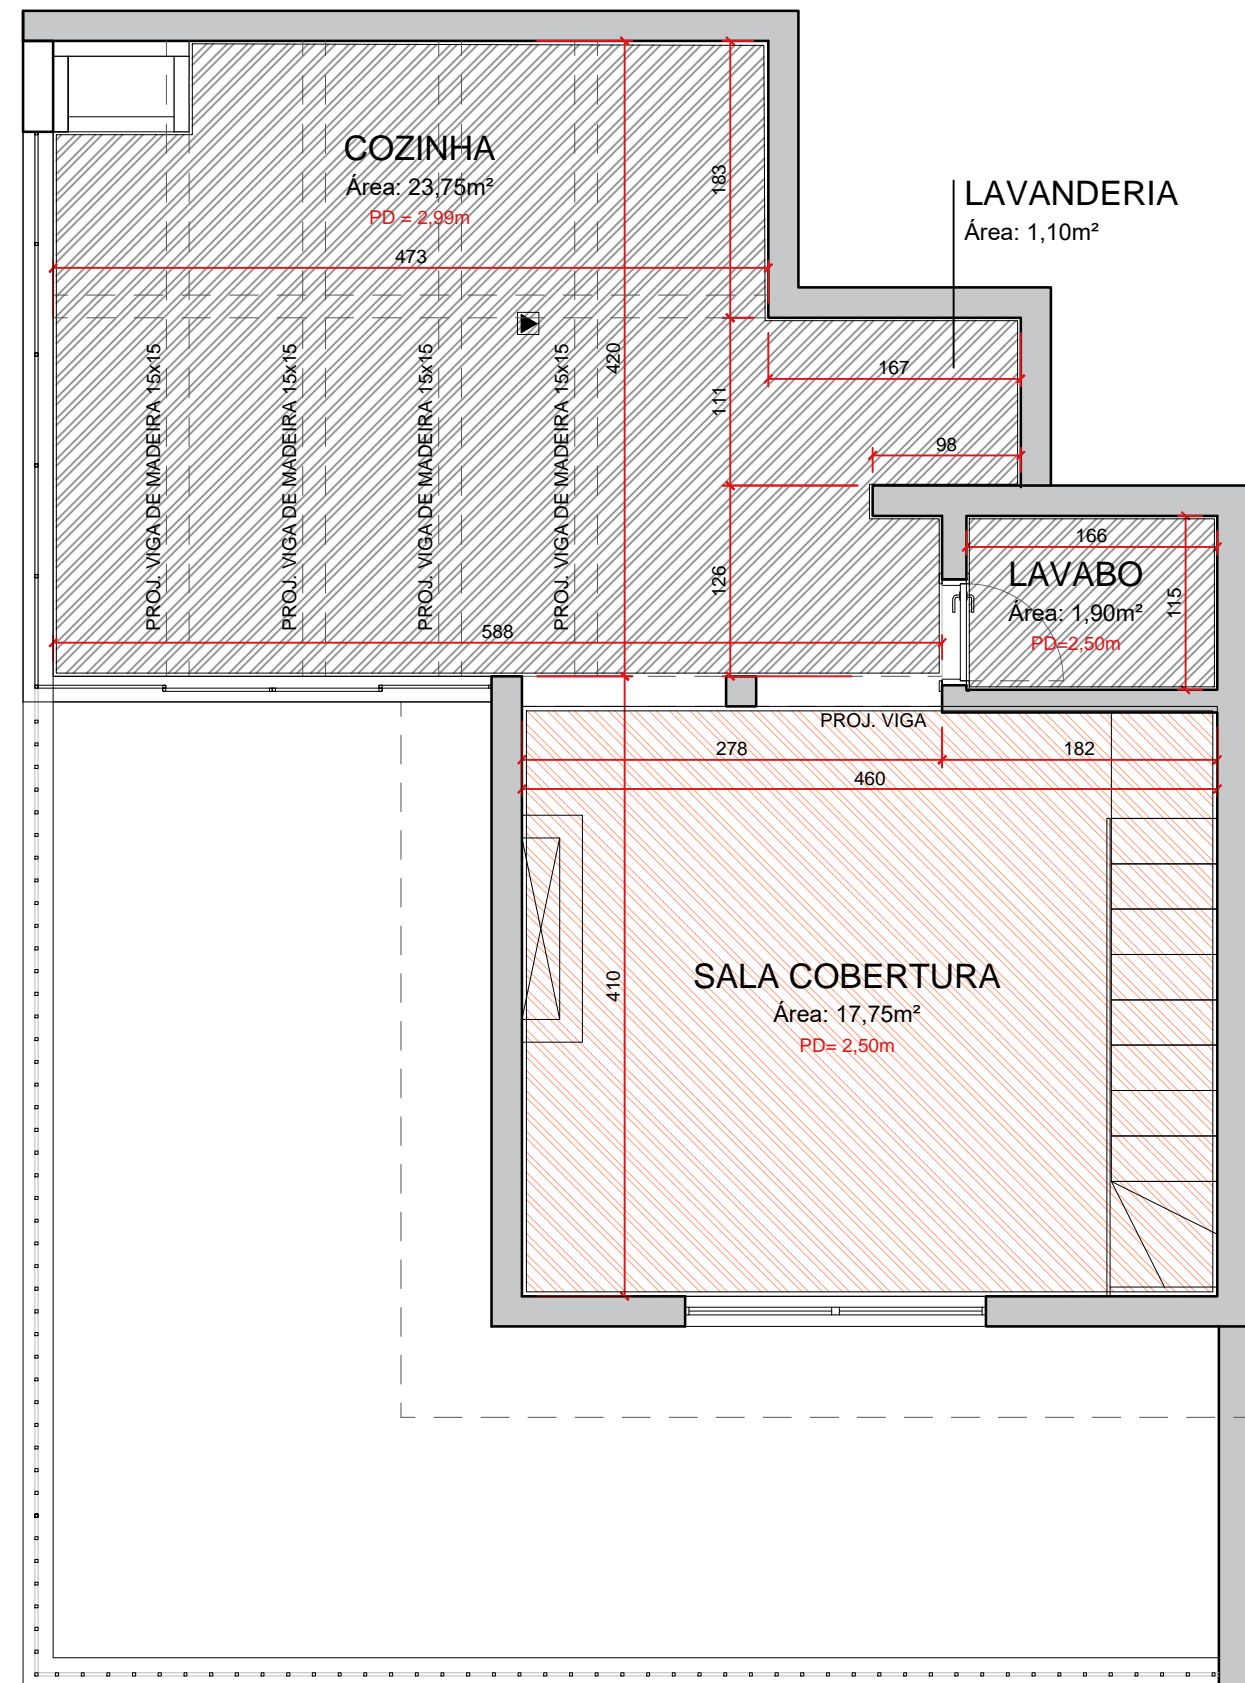 COZINHA
Área: 23,75m²
PD = 2,99m
183
LAVANDERIA
Área: 1,10m²
473
420
167
111
98
PROJ. VIGA DE MADEIRA 15x15
PROJ. VIGA DE MADEIRA 15x15
PROJ. VIGA DE MADEIRA 15x15
PROJ. VIGA DE MADEIRA 15x15
126
588
166
LAVABO
Área: 1,90m²
PD=2,50m
115
PROJ. VIGA
278
182
460
410
SALA COBERTURA
Área: 17,75m²
PD= 2,50m